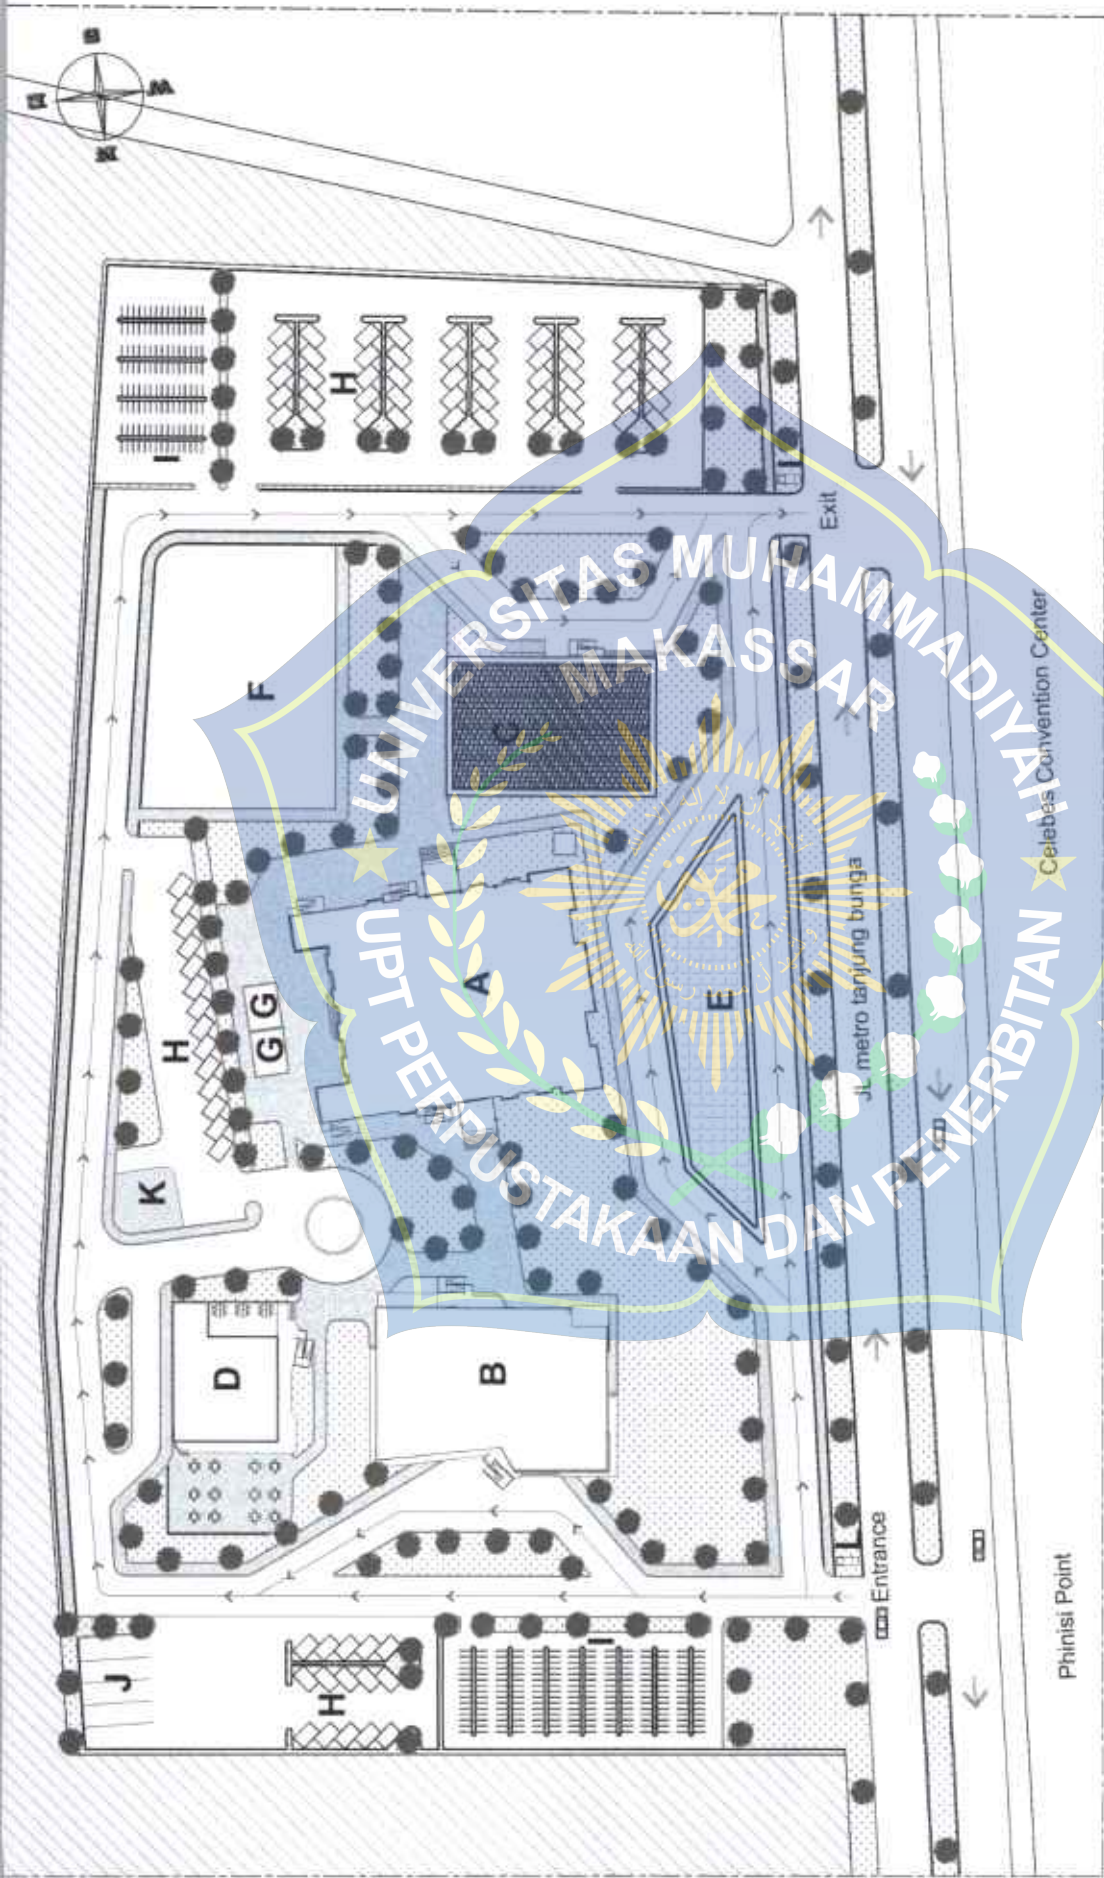 S
E
W
N
I
H
F
C
L
Exit
H
G G
A
E
K
Jl. metro tanjung bunga
Celebes Convention Center
D
B
J
H
I
L
Entrance
Phinisi Point
UNIVERSITAS MUHAMMADIYAH
MAKASSAR
UPT PERPUSTAKAAN DAN PENERBITAN